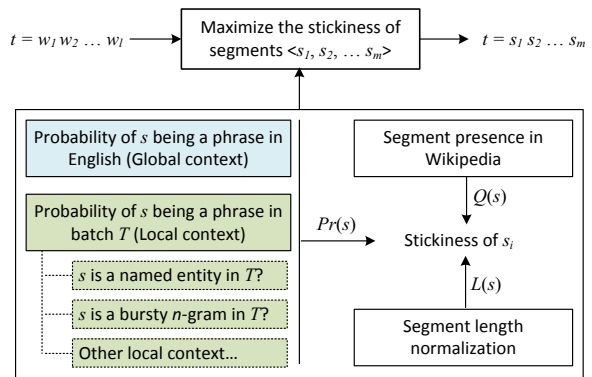 t = w1 w2 … wl
Maximize the stickiness of
segments <s1, s2, … sm>
t = s1 s2 … sm
Probability of s being a phrase in
English (Global context)
Probability of s being a phrase in
batch T (Local context)
s is a named entity in T?
s is a bursty n-gram in T?
Other local context…
Pr(s)
Segment presence in
Wikipedia
Q(s)
Stickiness of si
L(s)
Segment length
normalization